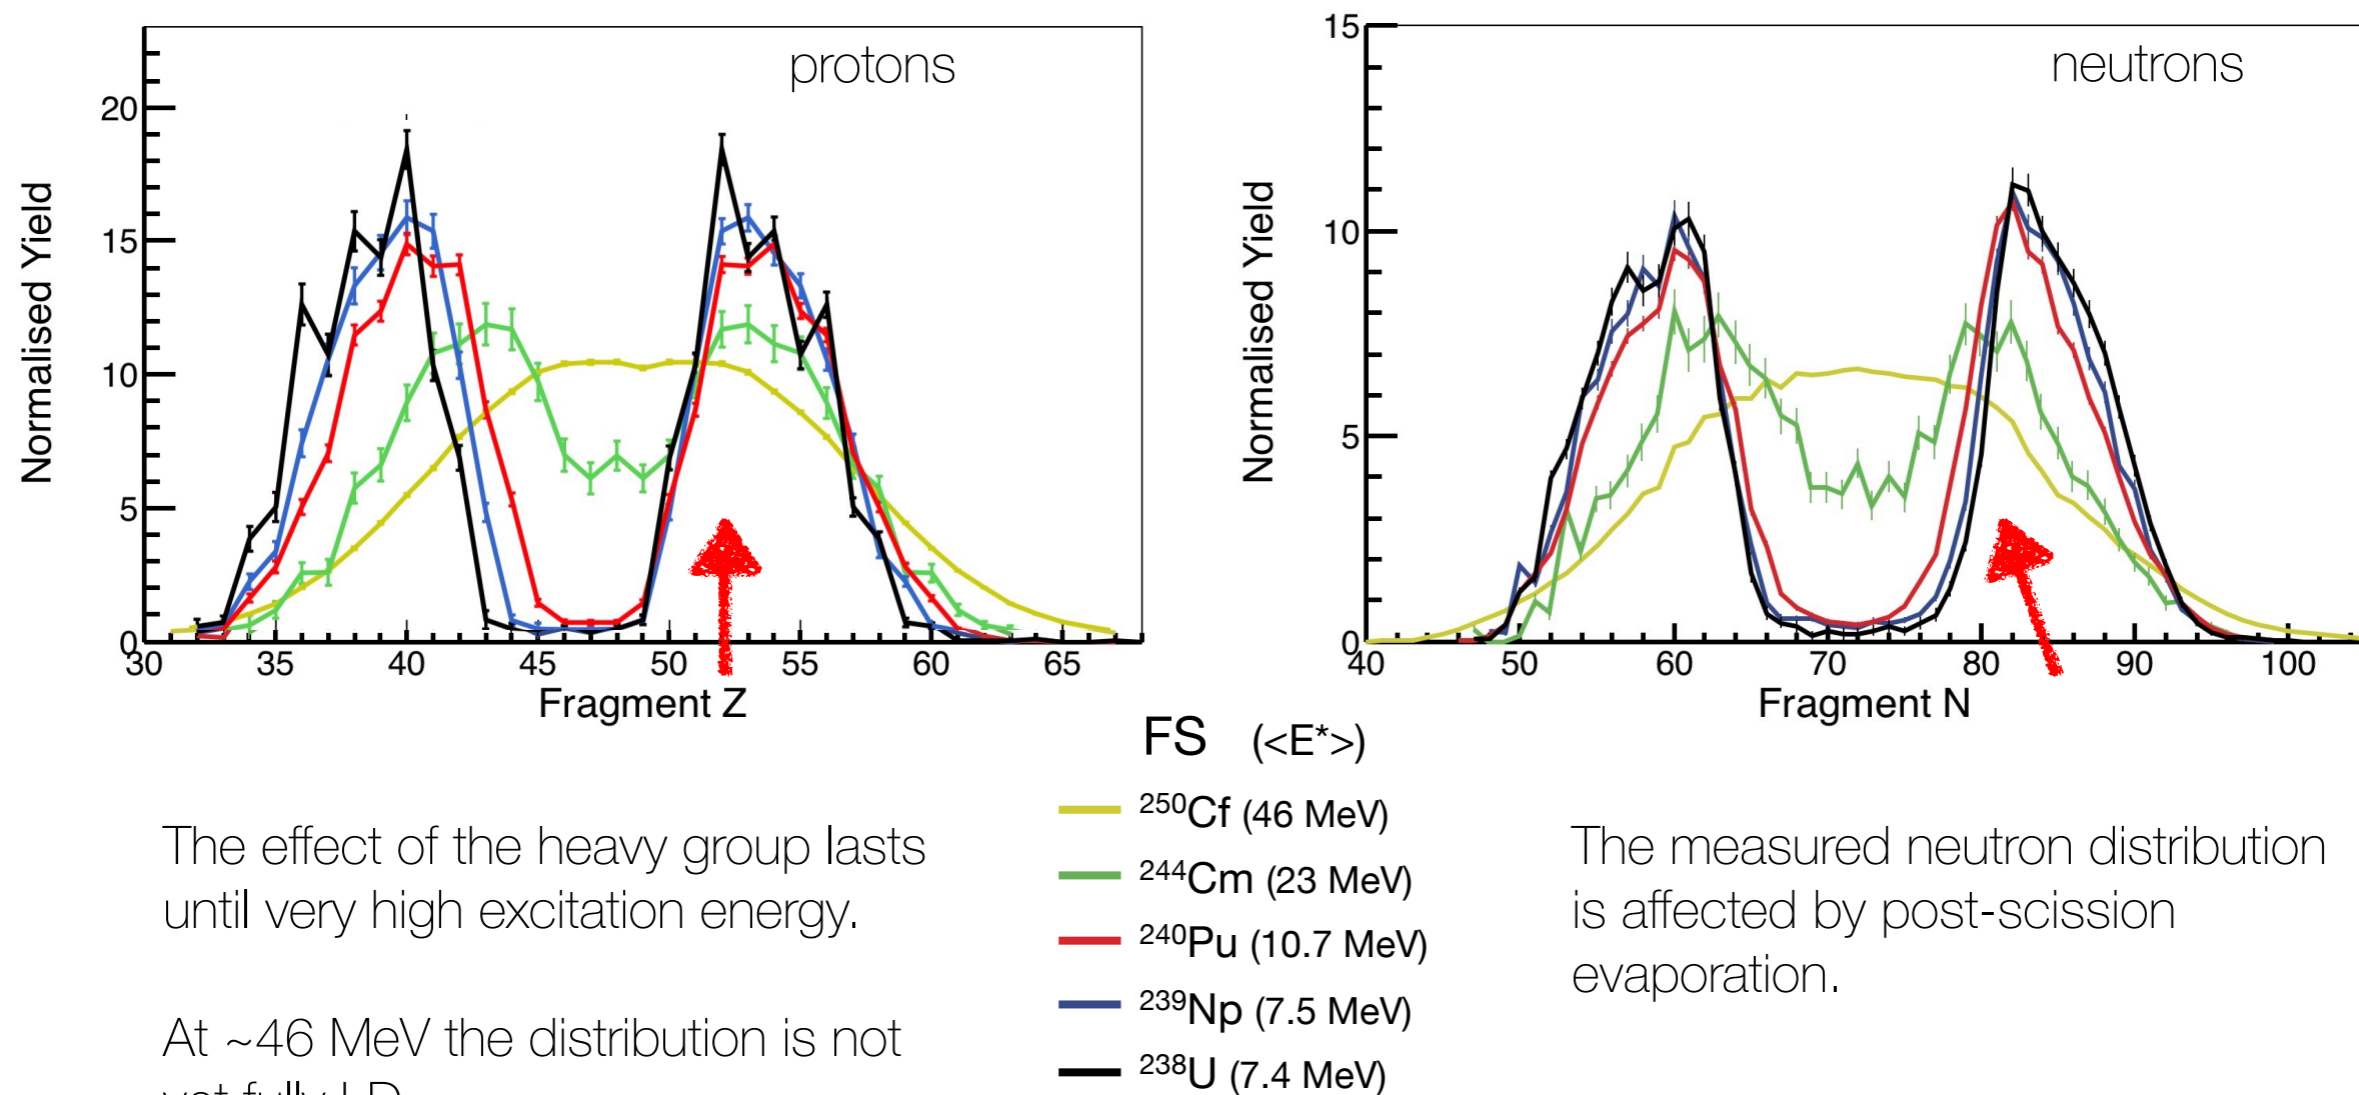 protons
Normalised Yield
20
15
10
5
0
30 35 40 45 50 55 60 65
Fragment Z
neutrons
Normalised Yield
15
10
5
0
40 50 60 70 80 90 100
Fragment N
FS (<E*>)
²⁵⁰Cf (46 MeV)
²⁴⁴Cm (23 MeV)
²⁴⁰Pu (10.7 MeV)
²³⁹Np (7.5 MeV)
²³⁸U (7.4 MeV)
The effect of the heavy group lasts
until very high excitation energy.
At ~46 MeV the distribution is not
yet fully LD
The measured neutron distribution
is affected by post-scission
evaporation.